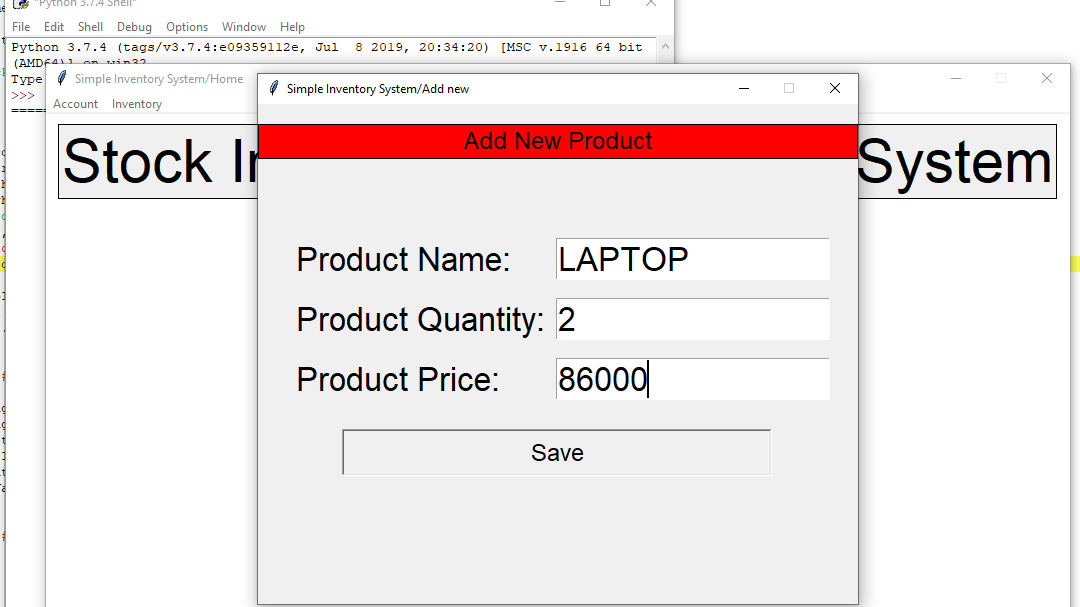 "Python 3.7.4 Shell"
File Edit Shell Debug Options Window Help
Python 3.7.4 (tags/v3.7.4:e09359112e, Jul 8 2019, 20:34:20) [MSC v.1916 64 bit
(AMD64)] on win32
Type
>>>
=====
Simple Inventory System/Home
Account Inventory
Stock
System
Simple Inventory System/Add new
Add New Product
Product Name: LAPTOP
Product Quantity: 2
Product Price: 86000
Save